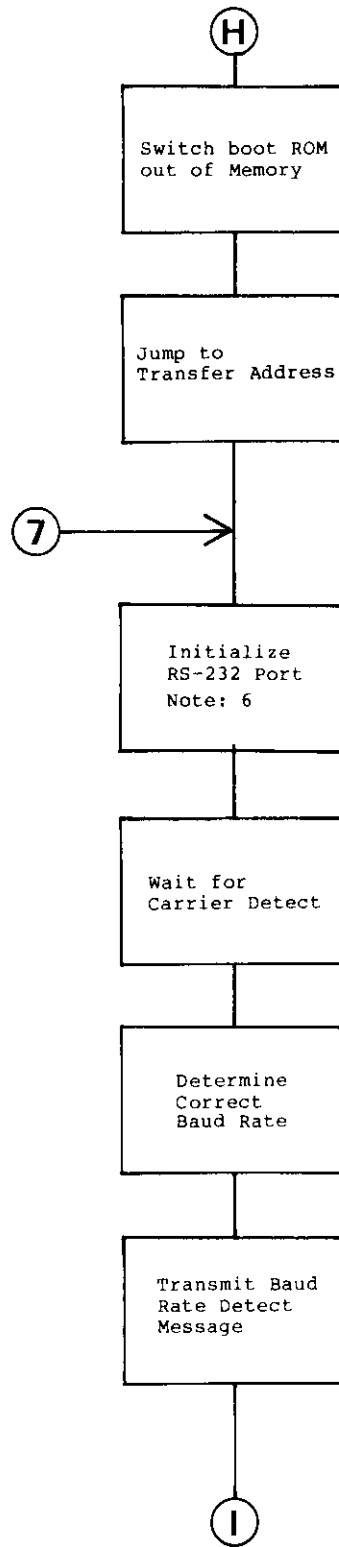 H
Switch boot ROM
out of Memory
Jump to
Transfer Address
7
Initialize
RS-232 Port
Note: 6
Wait for
Carrier Detect
Determine
Correct
Baud Rate
Transmit Baud
Rate Detect
Message
I